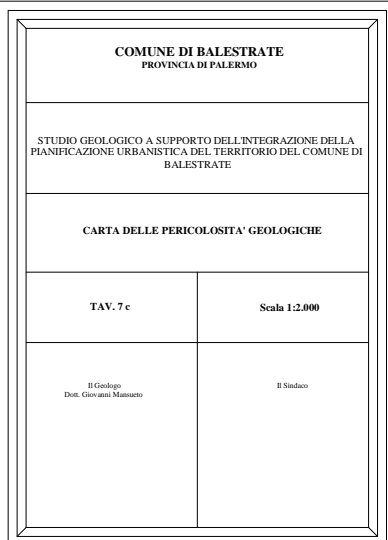 COMUNE DI BALESTRATE
PROVINCIA DI PALERMO
STUDIO GEOLOGICO A SUPPORTO DELL'INTEGRAZIONE DELLA
PIANIFICAZIONE URBANISTICA DEL TERRITORIO DEL COMUNE DI
BALESTRATE
CARTA DELLE PERICOLOSITA' GEOLOGICHE
TAV. 7 c
Scala 1:2.000
Il Geologo
Dott. Giovanni Mansueto
Il Sindaco